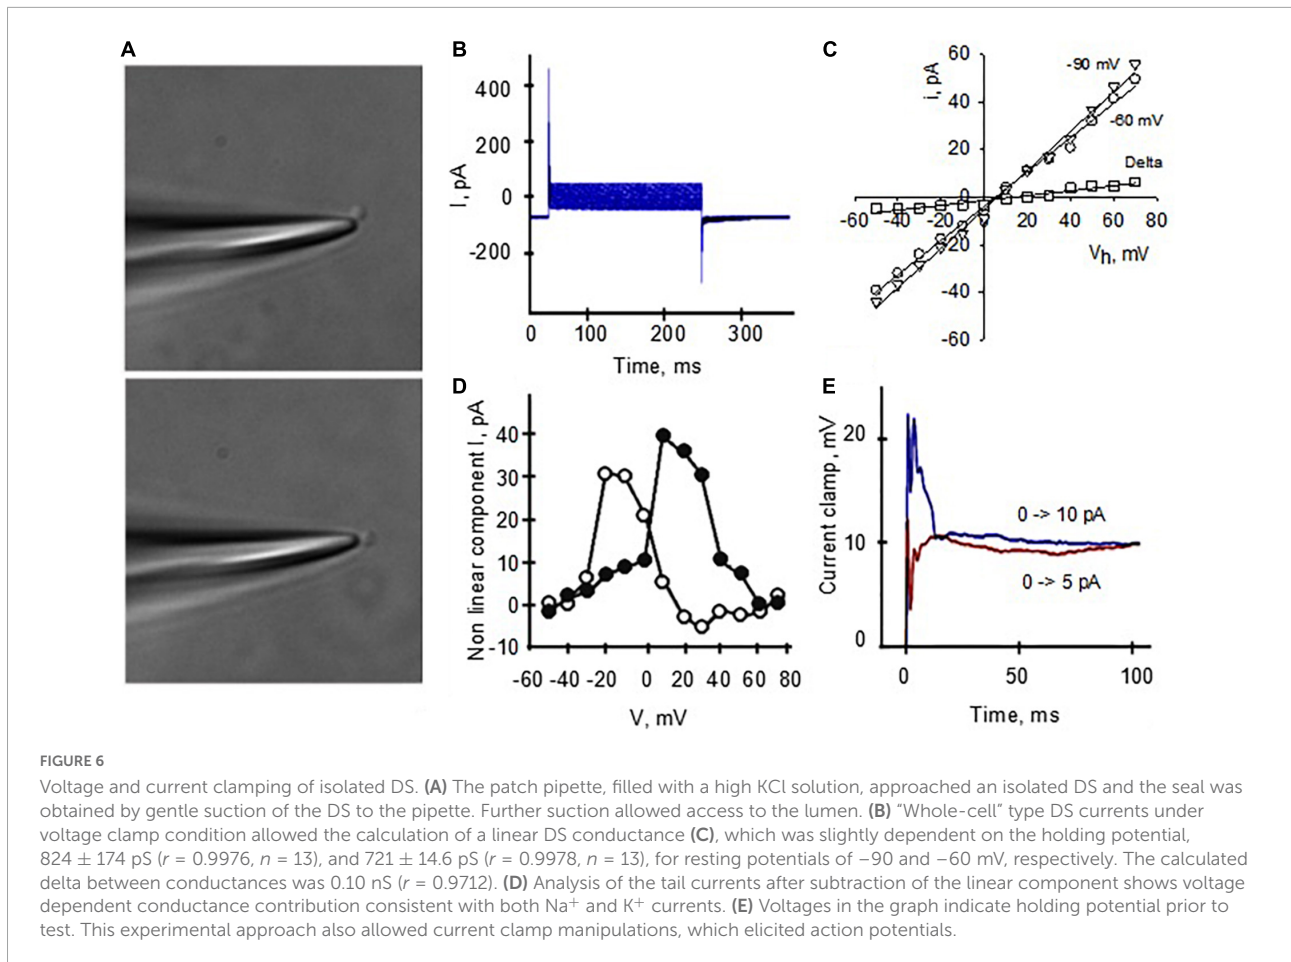 A
B
400
200
0
-200
I, pA
0 100 200 300
Time, ms
C
60
40
20
0
-20
-40
-60
i, pA
-90 mV
-60 mV
Delta
-60 -40 -20 20 40 60 80
Vh, mV
D
40
30
20
10
0
-10
Non linear component I, pA
-60 -40 -20 0 20 40 60 80
V, mV
E
20
10
0
Current clamp, mV
0 -> 10 pA
0 -> 5 pA
0 50 100
Time, ms
FIGURE 6
Voltage and current clamping of isolated DS. (A) The patch pipette, filled with a high KCl solution, approached an isolated DS and the seal was
obtained by gentle suction of the DS to the pipette. Further suction allowed access to the lumen. (B) “Whole-cell” type DS currents under
voltage clamp condition allowed the calculation of a linear DS conductance (C), which was slightly dependent on the holding potential,
824 ± 174 pS (r = 0.9976, n = 13), and 721 ± 14.6 pS (r = 0.9978, n = 13), for resting potentials of −90 and −60 mV, respectively. The calculated
delta between conductances was 0.10 nS (r = 0.9712). (D) Analysis of the tail currents after subtraction of the linear component shows voltage
dependent conductance contribution consistent with both Na⁺ and K⁺ currents. (E) Voltages in the graph indicate holding potential prior to
test. This experimental approach also allowed current clamp manipulations, which elicited action potentials.